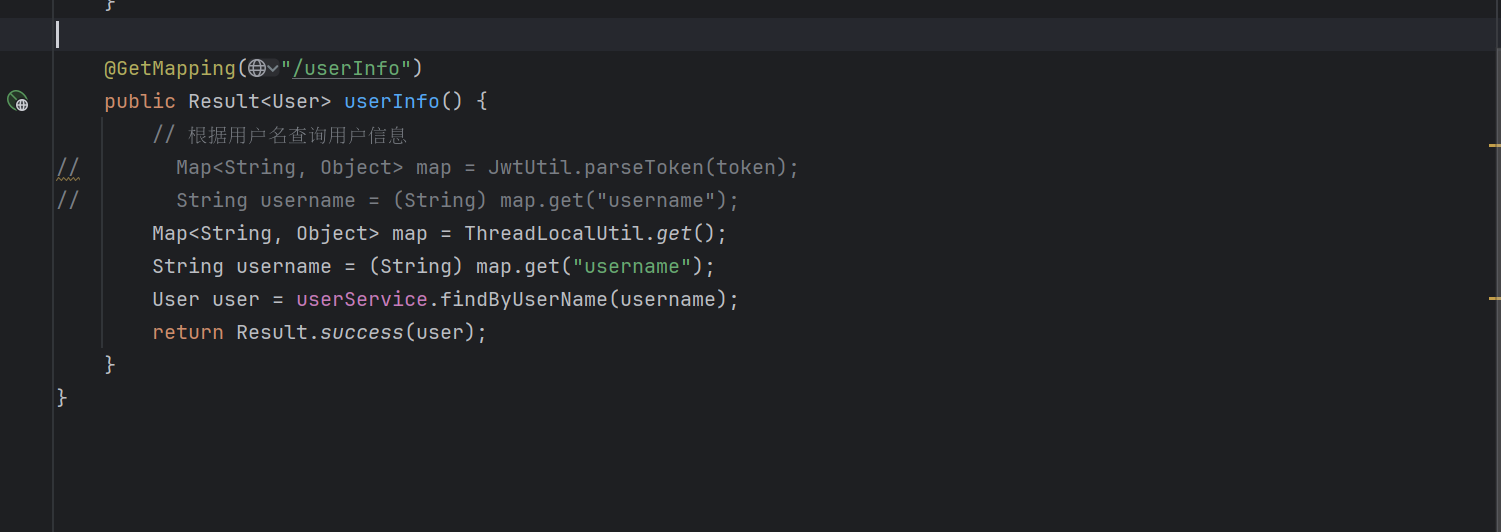 }
@GetMapping("/userInfo")
public Result<User> userInfo() {
// 根据用户名查询用户信息
// Map<String, Object> map = JwtUtil.parseToken(token);
// String username = (String) map.get("username");
Map<String, Object> map = ThreadLocalUtil.get();
String username = (String) map.get("username");
User user = userService.findByUserName(username);
return Result.success(user);
}
}